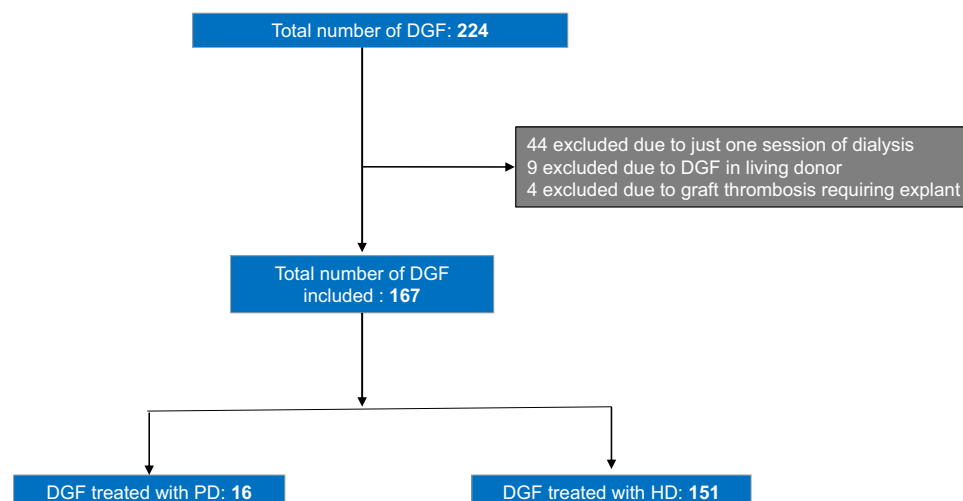 Total number of DGF: 224
44 excluded due to just one session of dialysis
9 excluded due to DGF in living donor
4 excluded due to graft thrombosis requiring explant
Total number of DGF
included : 167
DGF treated with PD: 16
DGF treated with HD: 151